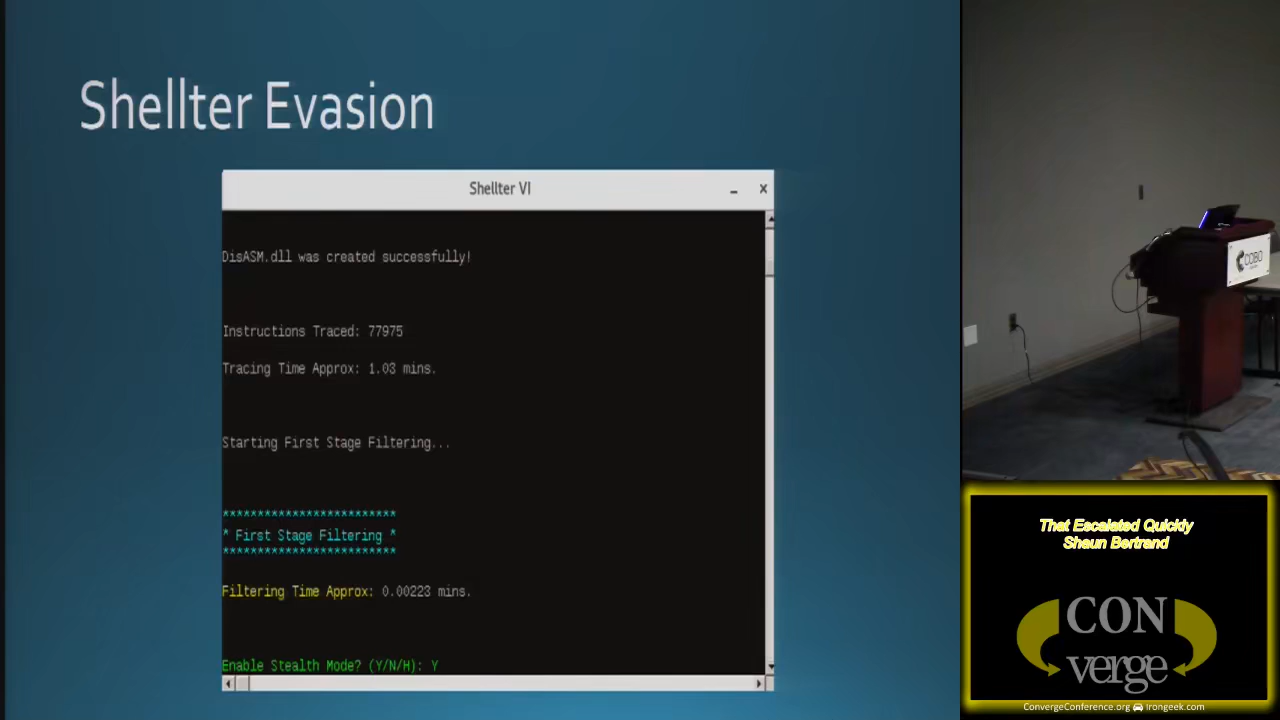 Shellter Evasion
Shellter VI
DisASM.dll was created successfully!
Instructions Traced: 77975
Tracing Time Approx: 1.03 mins.
Starting First Stage Filtering...
*************************
* First Stage Filtering *
*************************
Filtering Time Approx: 0.00223 mins.
Enable Stealth Mode? (Y/N/H): Y
COBO
That Escalated Quickly
Shaun Bertrand
CON
verge
ConvergeConference.org Irongeek.com